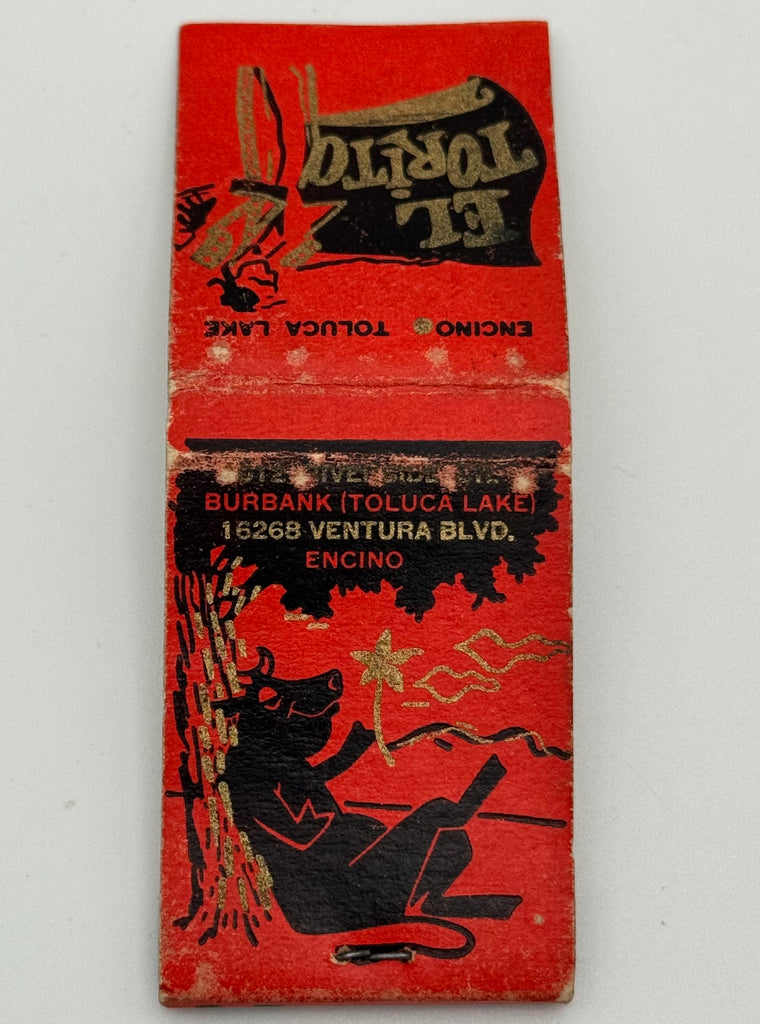 EL
TORITO
ENCINO • TOLUCA LAKE
BURBANK (TOLUCA LAKE)
16268 VENTURA BLVD.
ENCINO